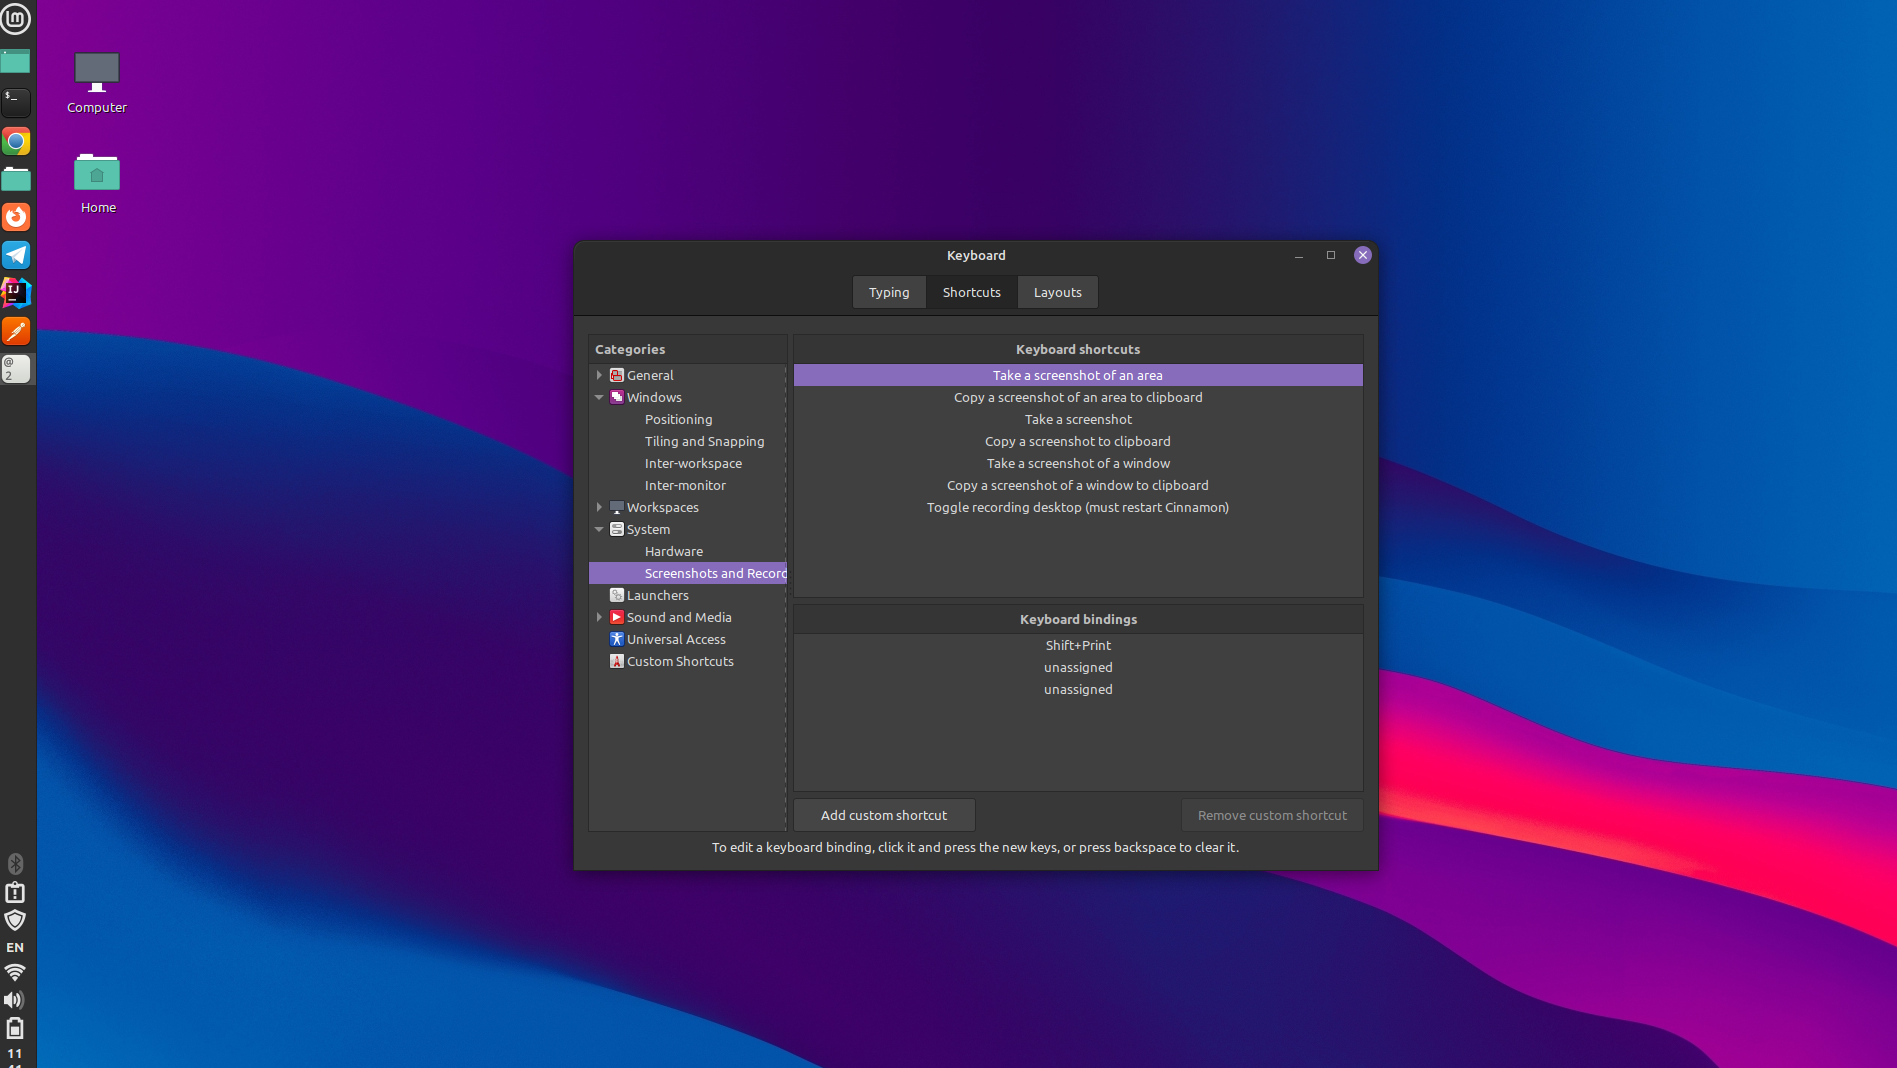 Computer
Home
$_
IJ
@
2
EN
11
Keyboard
Typing
Shortcuts
Layouts
Categories
General
Windows
Positioning
Tiling and Snapping
Inter-workspace
Inter-monitor
Workspaces
System
Hardware
Screenshots and Record
Launchers
Sound and Media
Universal Access
Custom Shortcuts
Keyboard shortcuts
Take a screenshot of an area
Copy a screenshot of an area to clipboard
Take a screenshot
Copy a screenshot to clipboard
Take a screenshot of a window
Copy a screenshot of a window to clipboard
Toggle recording desktop (must restart Cinnamon)
Keyboard bindings
Shift+Print
unassigned
unassigned
Add custom shortcut
Remove custom shortcut
To edit a keyboard binding, click it and press the new keys, or press backspace to clear it.